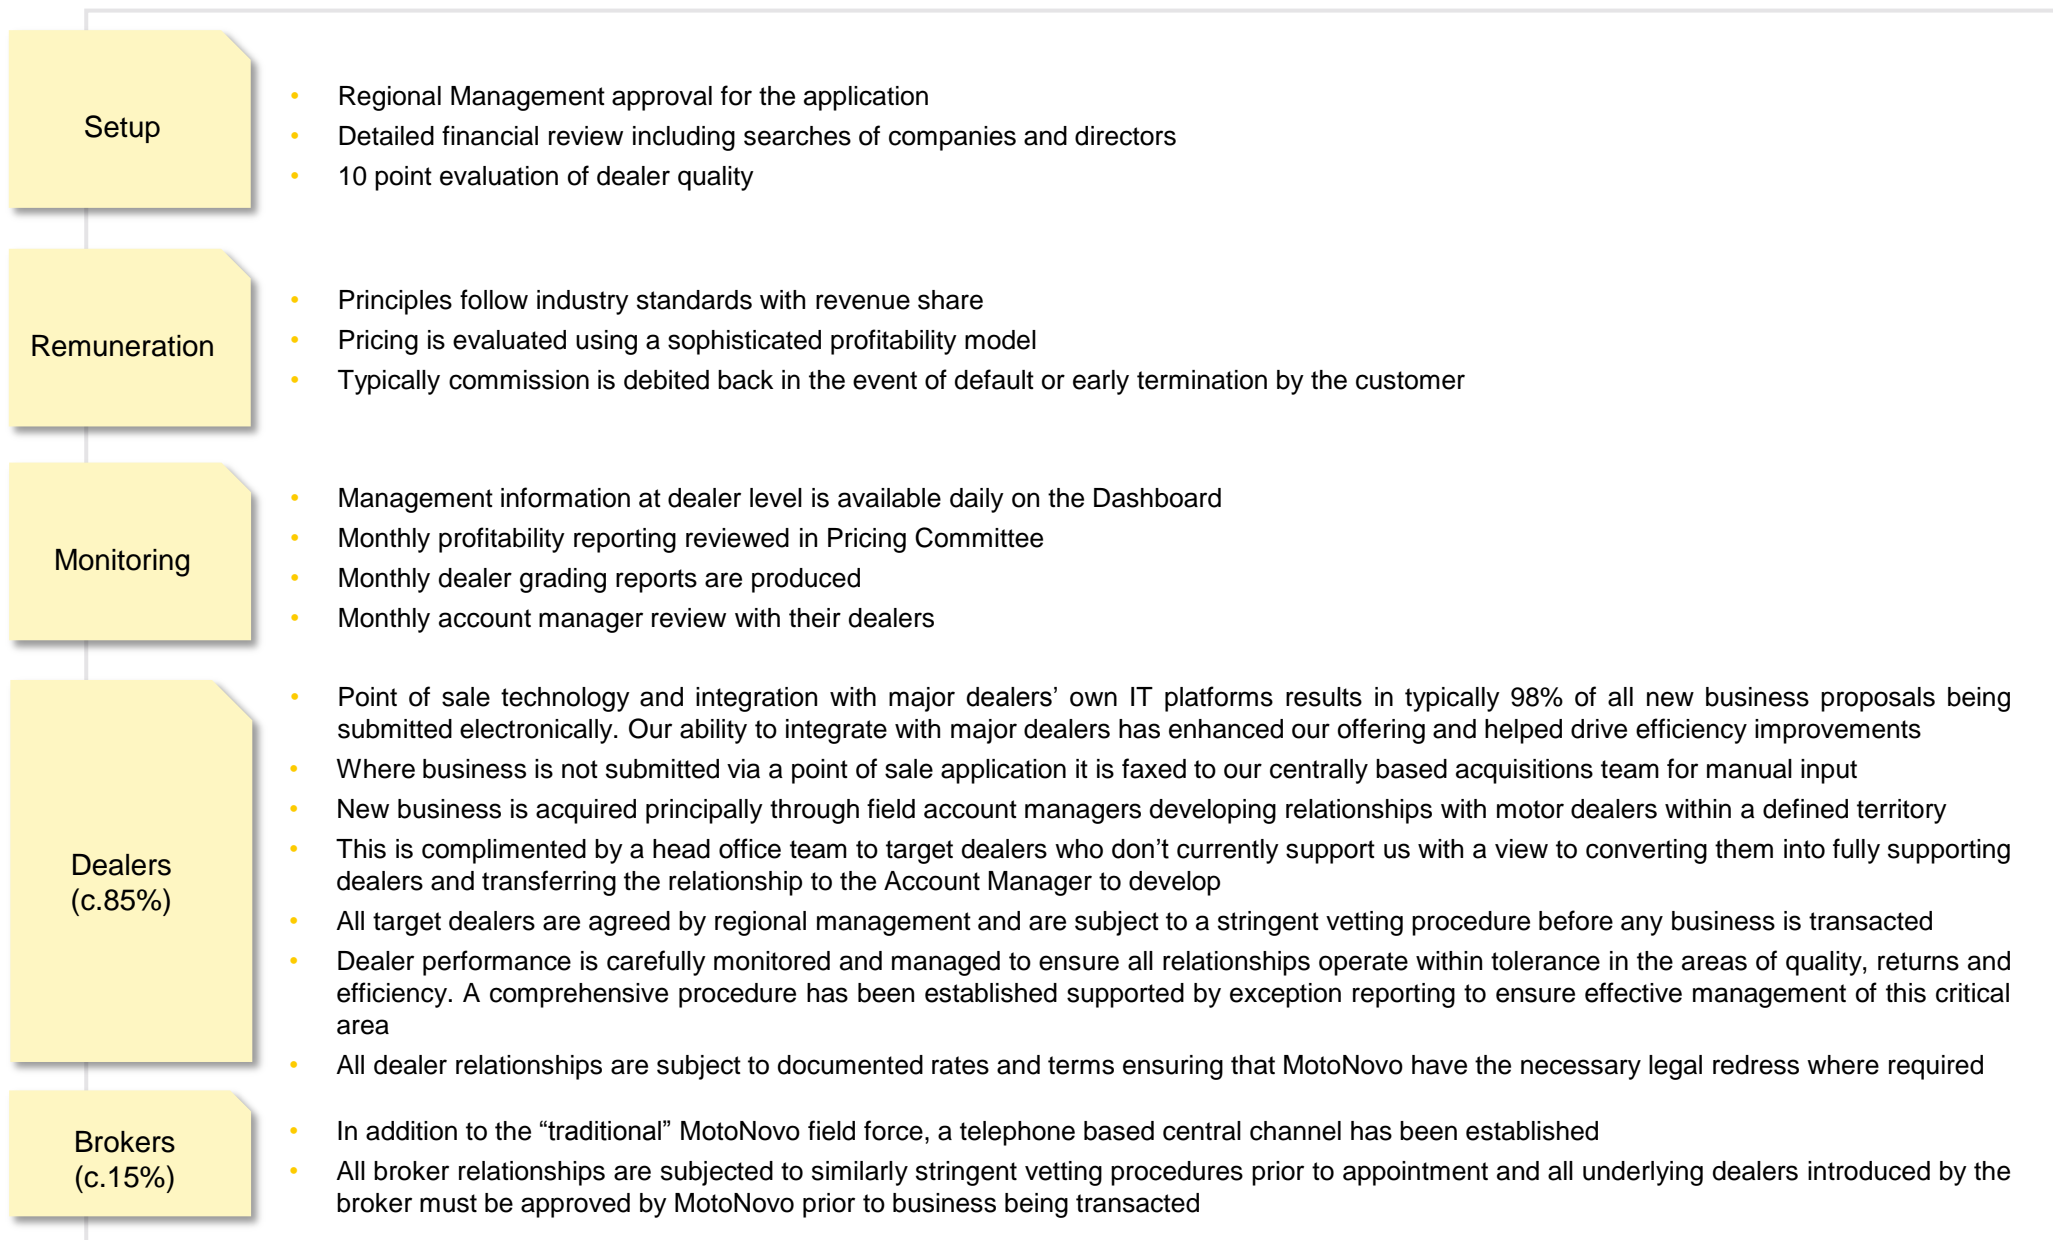 Setup
• Regional Management approval for the application
• Detailed financial review including searches of companies and directors
• 10 point evaluation of dealer quality
Remuneration
• Principles follow industry standards with revenue share
• Pricing is evaluated using a sophisticated profitability model
• Typically commission is debited back in the event of default or early termination by the customer
Monitoring
• Management information at dealer level is available daily on the Dashboard
• Monthly profitability reporting reviewed in Pricing Committee
• Monthly dealer grading reports are produced
• Monthly account manager review with their dealers
Dealers
(c.85%)
• Point of sale technology and integration with major dealers’ own IT platforms results in typically 98% of all new business proposals being
submitted electronically. Our ability to integrate with major dealers has enhanced our offering and helped drive efficiency improvements
• Where business is not submitted via a point of sale application it is faxed to our centrally based acquisitions team for manual input
• New business is acquired principally through field account managers developing relationships with motor dealers within a defined territory
• This is complimented by a head office team to target dealers who don’t currently support us with a view to converting them into fully supporting
dealers and transferring the relationship to the Account Manager to develop
• All target dealers are agreed by regional management and are subject to a stringent vetting procedure before any business is transacted
• Dealer performance is carefully monitored and managed to ensure all relationships operate within tolerance in the areas of quality, returns and
efficiency. A comprehensive procedure has been established supported by exception reporting to ensure effective management of this critical
area
• All dealer relationships are subject to documented rates and terms ensuring that MotoNovo have the necessary legal redress where required
Brokers
(c.15%)
• In addition to the “traditional” MotoNovo field force, a telephone based central channel has been established
• All broker relationships are subjected to similarly stringent vetting procedures prior to appointment and all underlying dealers introduced by the
broker must be approved by MotoNovo prior to business being transacted